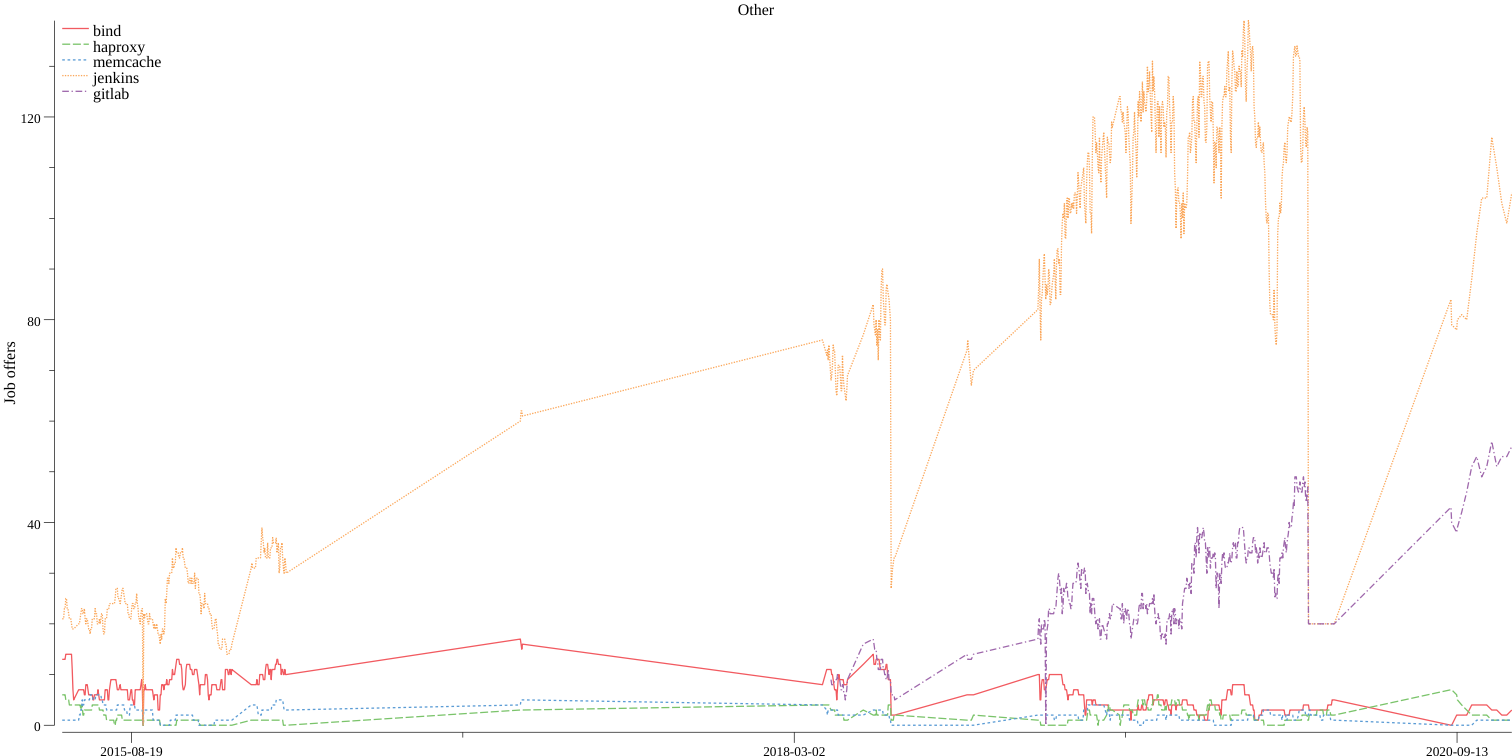 Other
bind
haproxy
memcache
jenkins
gitlab
120
80
40
0
Job offers
2015-08-19
2018-03-02
2020-09-13